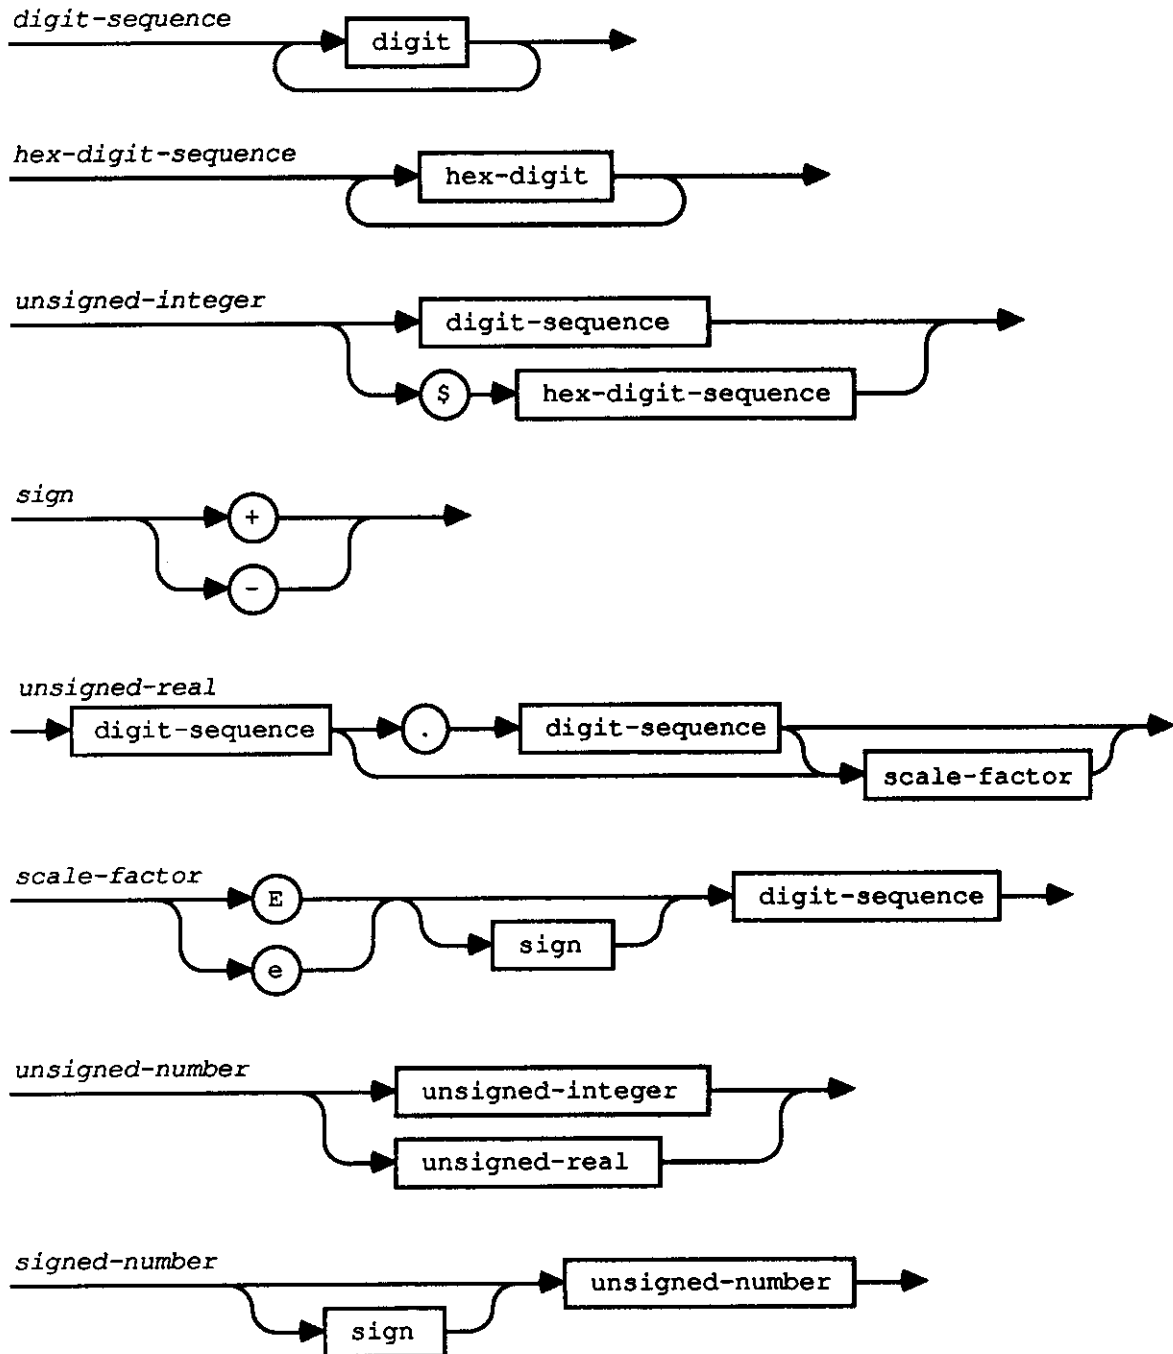 digit-sequence
digit
hex-digit-sequence
hex-digit
unsigned-integer
digit-sequence
$ hex-digit-sequence
sign
+
-
unsigned-real
digit-sequence . digit-sequence
scale-factor
scale-factor
E digit-sequence
sign
e
unsigned-number
unsigned-integer
unsigned-real
signed-number
unsigned-number
sign